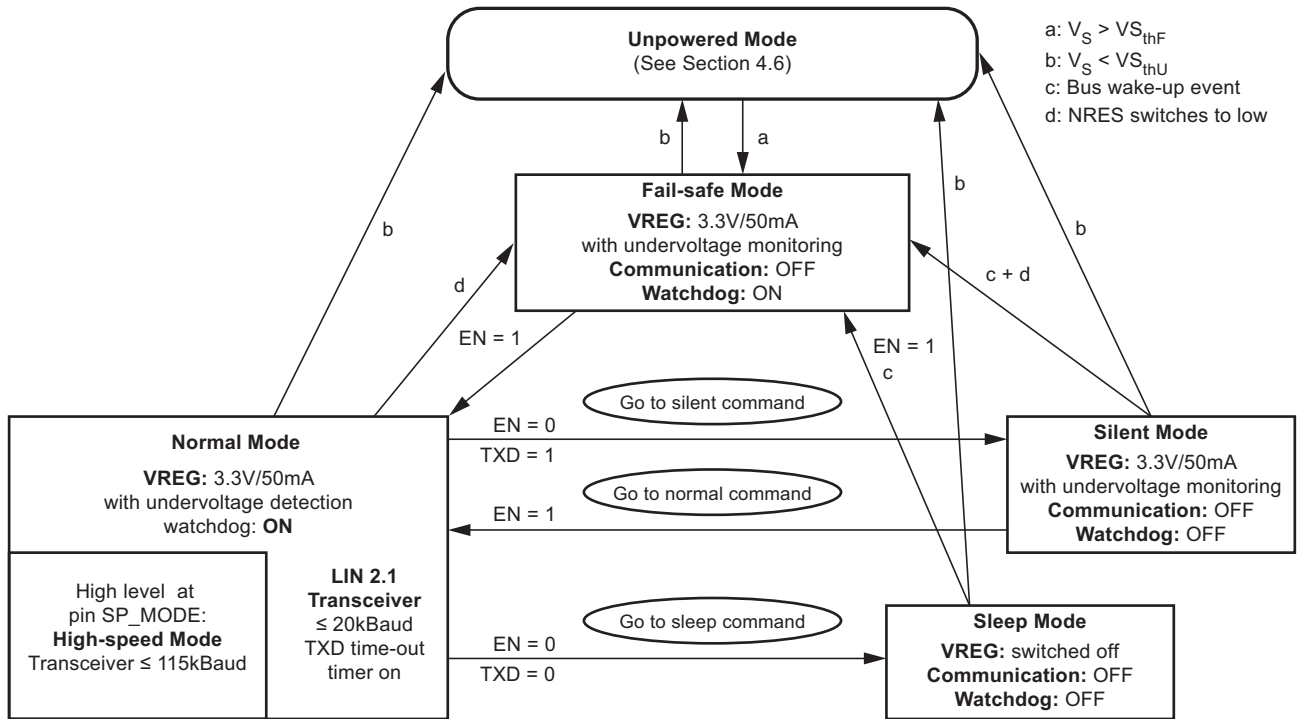 Unpowered Mode
(See Section 4.6)
a: V_S > VS_thF
b: V_S < VS_thU
c: Bus wake-up event
d: NRES switches to low
b
a
b
b
b
Fail-safe Mode
VREG: 3.3V/50mA
with undervoltage monitoring
Communication: OFF
Watchdog: ON
d
c + d
EN = 1
EN = 1
c
Go to silent command
EN = 0
TXD = 1
Normal Mode
VREG: 3.3V/50mA
with undervoltage detection
watchdog: ON
Silent Mode
VREG: 3.3V/50mA
with undervoltage monitoring
Communication: OFF
Watchdog: OFF
Go to normal command
EN = 1
High level at
pin SP_MODE:
High-speed Mode
Transceiver ≤ 115kBaud
LIN 2.1
Transceiver
≤ 20kBaud
TXD time-out
timer on
Go to sleep command
EN = 0
TXD = 0
Sleep Mode
VREG: switched off
Communication: OFF
Watchdog: OFF